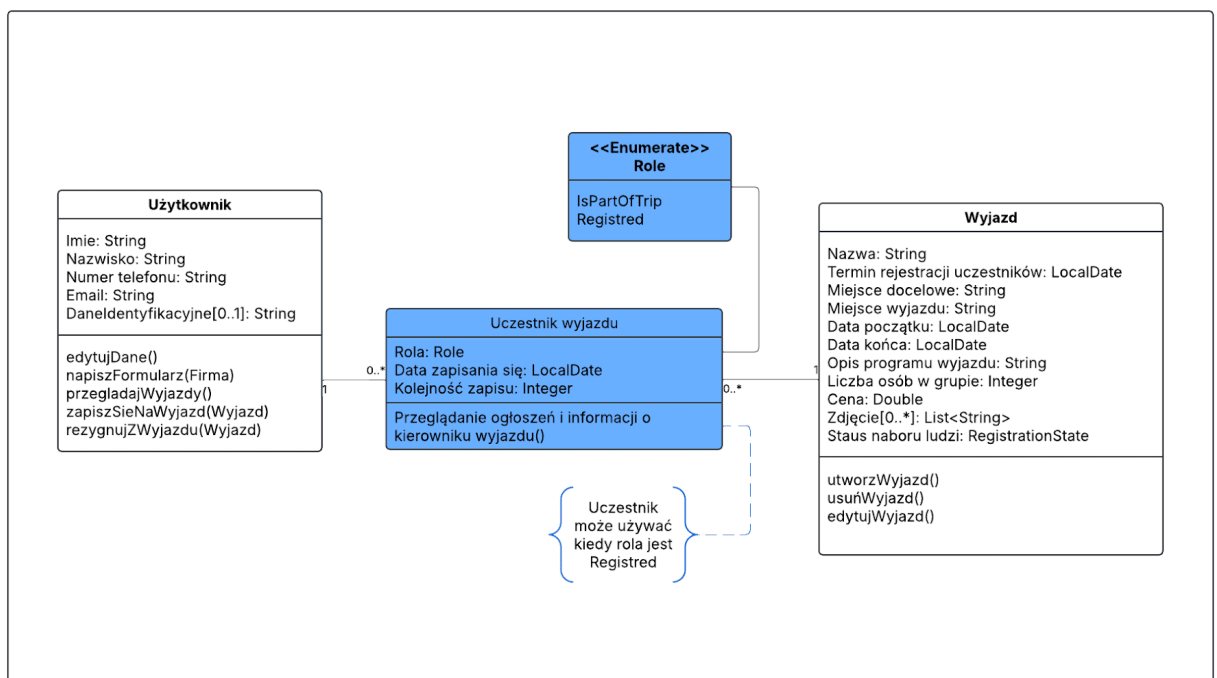 <<Enumerate>>
Role
IsPartOfTrip
Registred
Użytkownik
Imie: String
Nazwisko: String
Numer telefonu: String
Email: String
DaneIdentyfikacyjne[0..1]: String
edytujDane()
napiszFormularz(Firma)
przegladajWyjazdy()
zapiszSieNaWyjazd(Wyjazd)
rezygnujZWyjazdu(Wyjazd)
1
0..*
Uczestnik wyjazdu
Rola: Role
Data zapisania się: LocalDate
Kolejność zapisu: Integer
Przeglądanie ogłoszeń i informacji o
kierowniku wyjazdu()
0..*
1
Uczestnik
może używać
kiedy rola jest
Registred
Wyjazd
Nazwa: String
Termin rejestracji uczestników: LocalDate
Miejsce docelowe: String
Miejsce wyjazdu: String
Data początku: LocalDate
Data końca: LocalDate
Opis programu wyjazdu: String
Liczba osób w grupie: Integer
Cena: Double
Zdjęcie[0..*]: List<String>
Staus naboru ludzi: RegistrationState
utworzWyjazd()
usuńWyjazd()
edytujWyjazd()